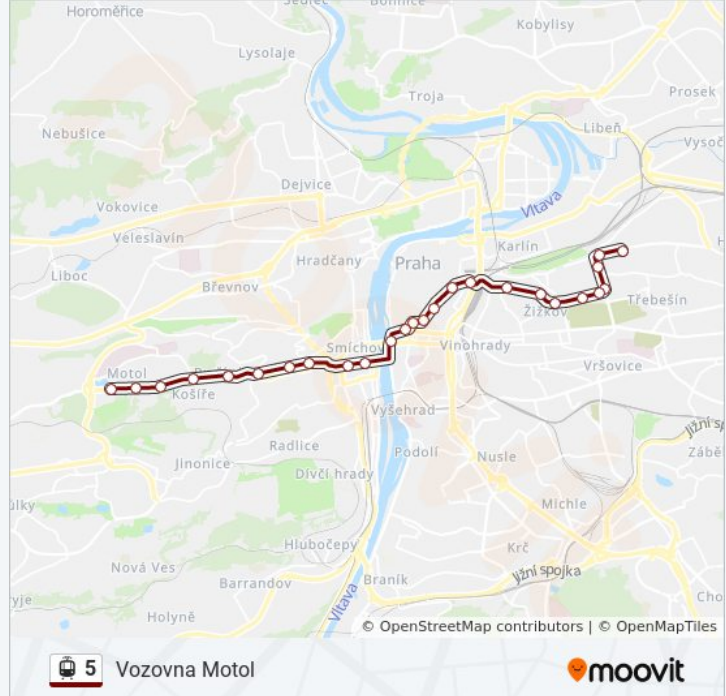 Horoměřice
Kobylisy
Lysolaje
Prosek
Troja
Nebušice
Libeň
Dejvice
Vokovice
Vltava
Veleslavín
Karlín
Hradčany
Praha
Liboc
Břevnov
Třebešín
Žižkov
Smíchov
Vinohrady
Motol
Vršovice
Košíře
Vyšehrad
Radlice
Podolí
Jinonice
Nusle
Dívčí hrady
Michle
Hlubočepy
Krč
Nová Ves
Jižní spojka
Braník
Barrandov
Vltava
Holyně
© OpenStreetMap contributors | © OpenMapTiles
5 Vozovna Motol
moovit